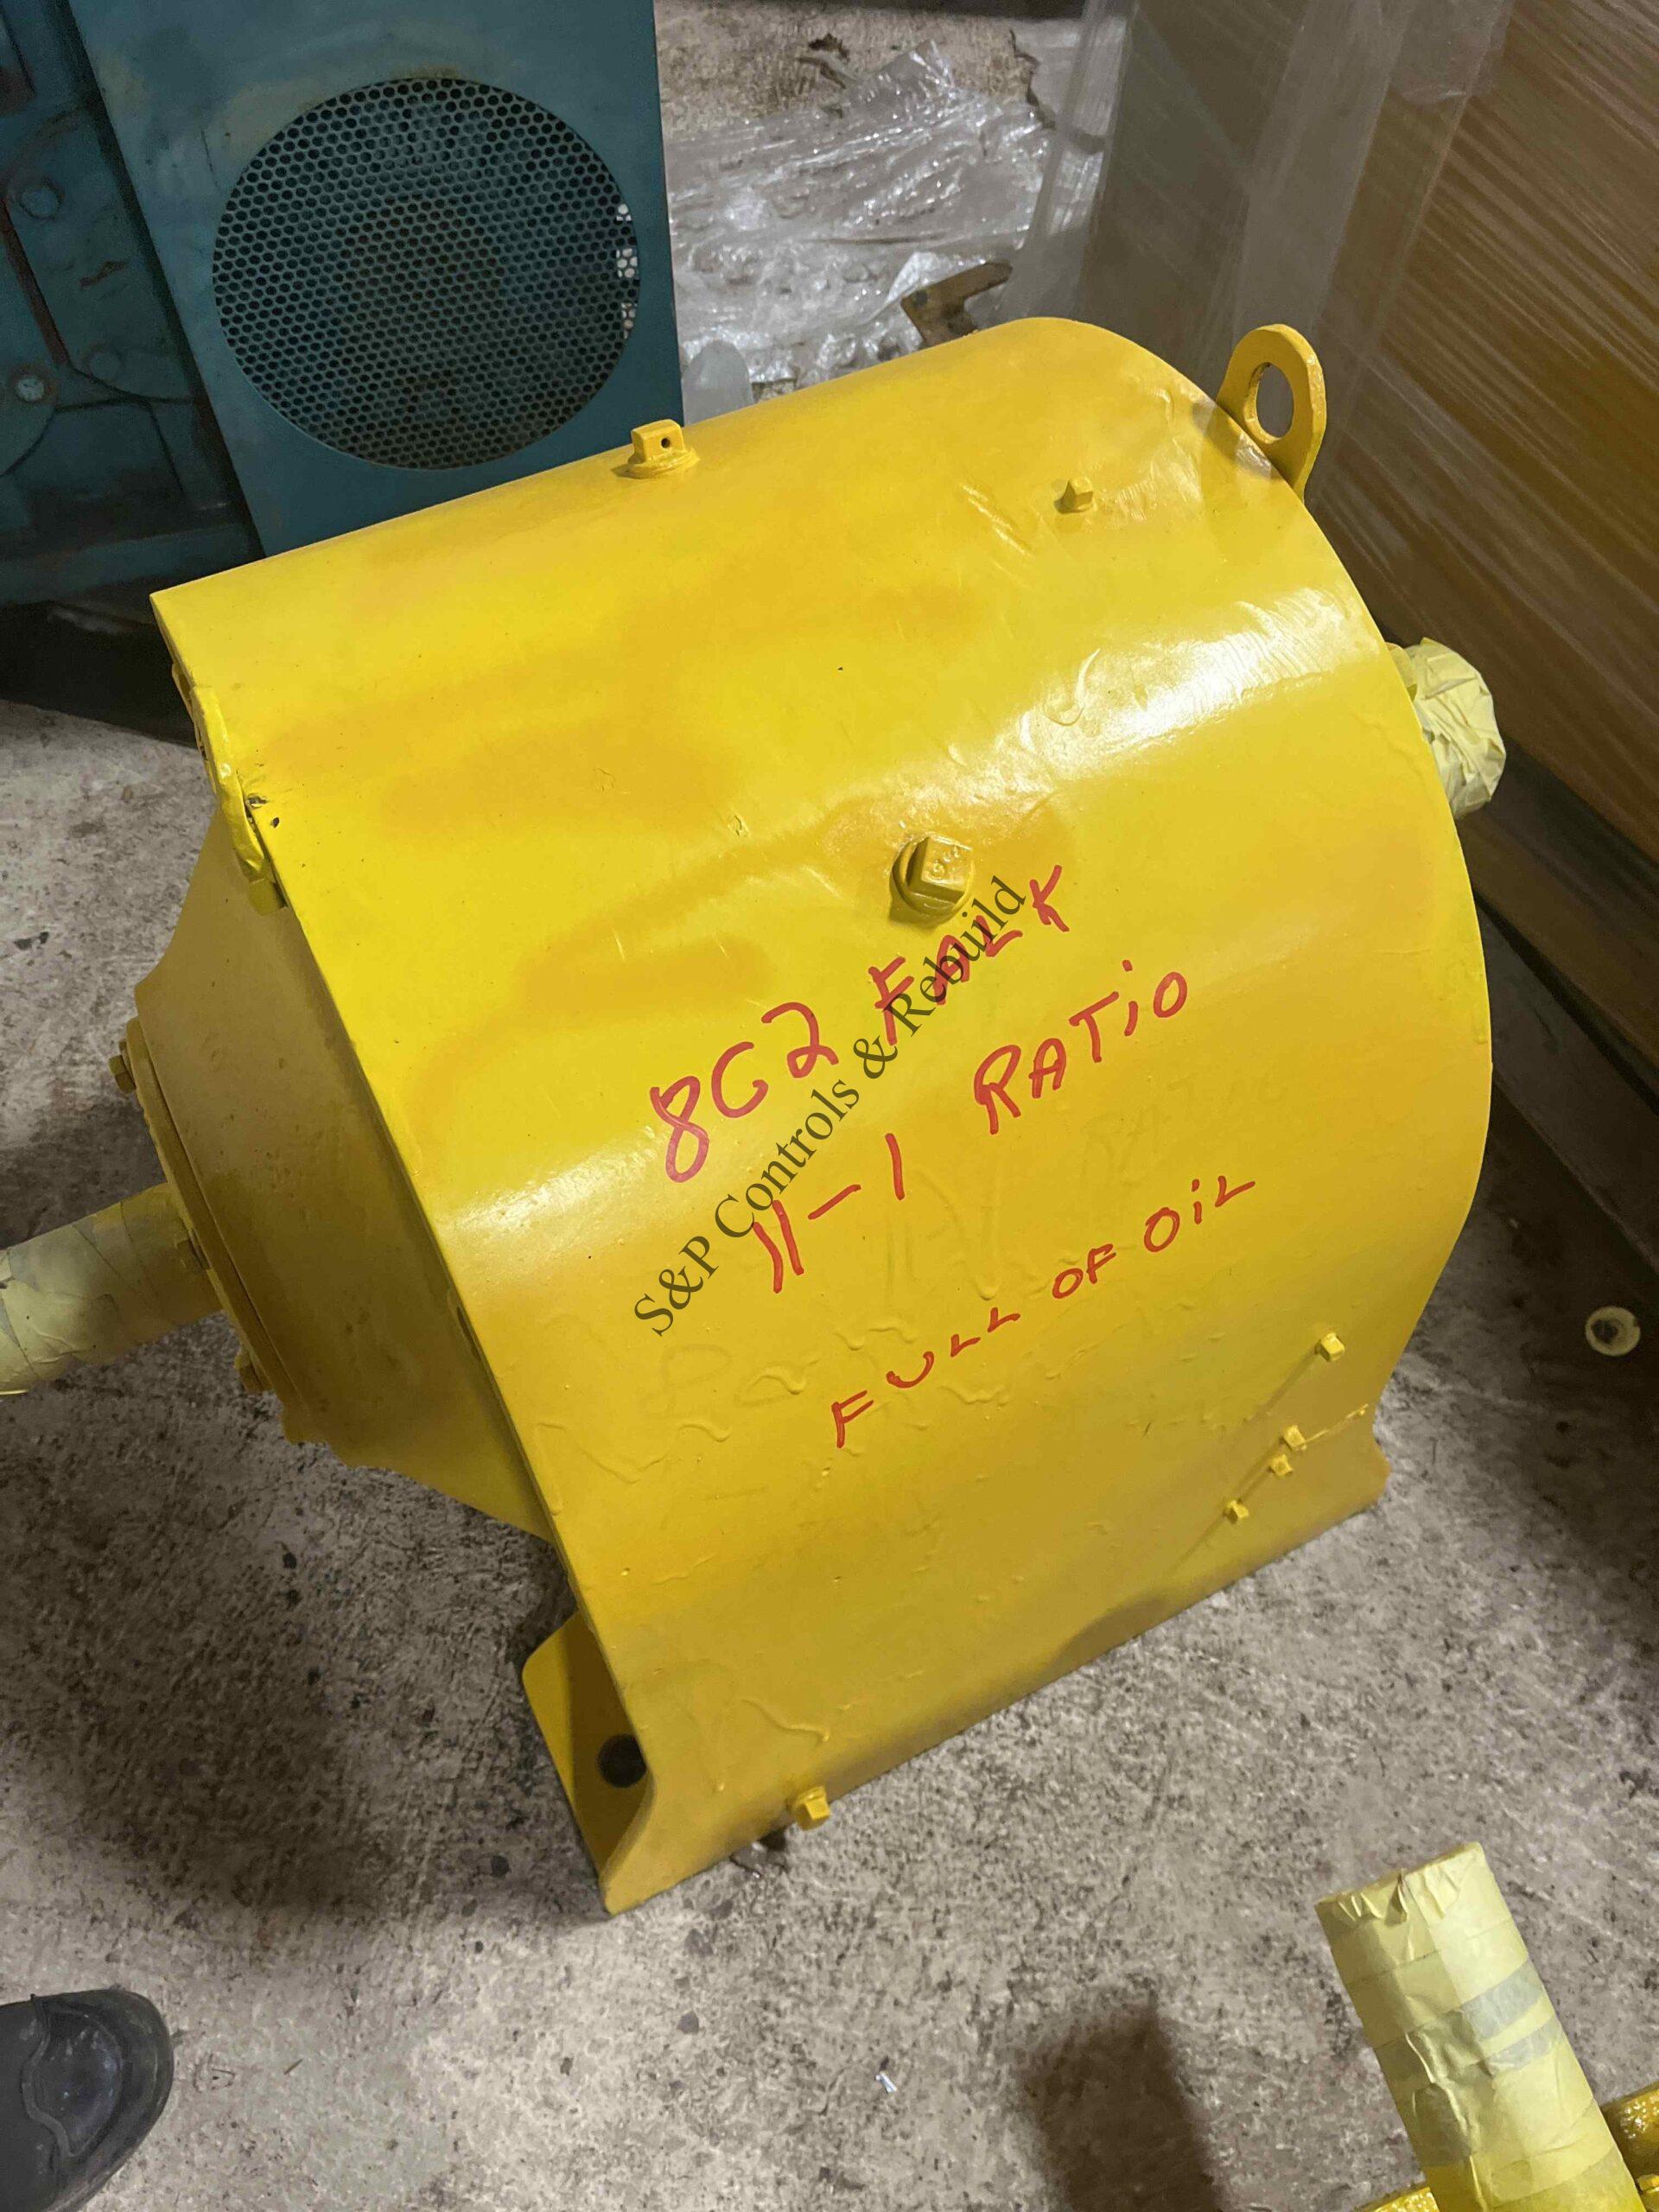 8C2 FALK
11-1 RATIO
FULL OF OIL
S&P Controls & Rebuild